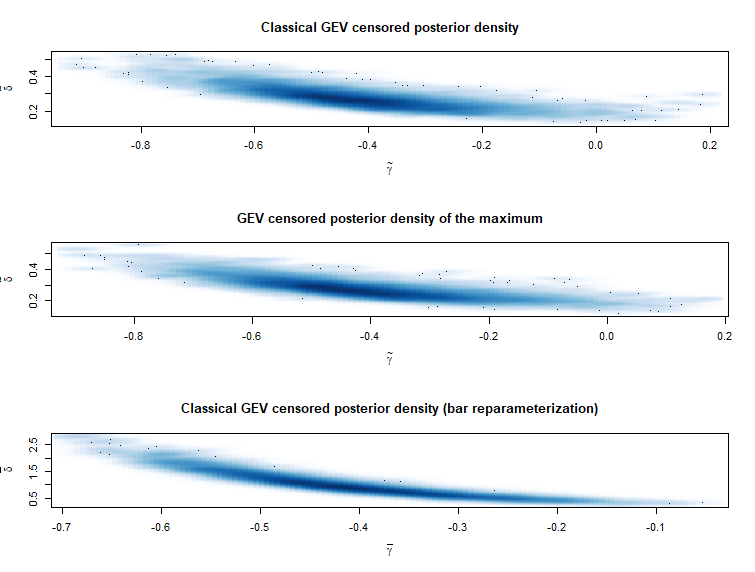 Classical GEV censored posterior density
0.4
0.2
δ̃
-0.8 -0.6 -0.4 -0.2 0.0 0.2
γ̃
GEV censored posterior density of the maximum
0.4
0.2
δ̃
-0.8 -0.6 -0.4 -0.2 0.0 0.2
γ̃
Classical GEV censored posterior density (bar reparameterization)
2.5
1.5
0.5
δ̄
-0.7 -0.6 -0.5 -0.4 -0.3 -0.2 -0.1
γ̄